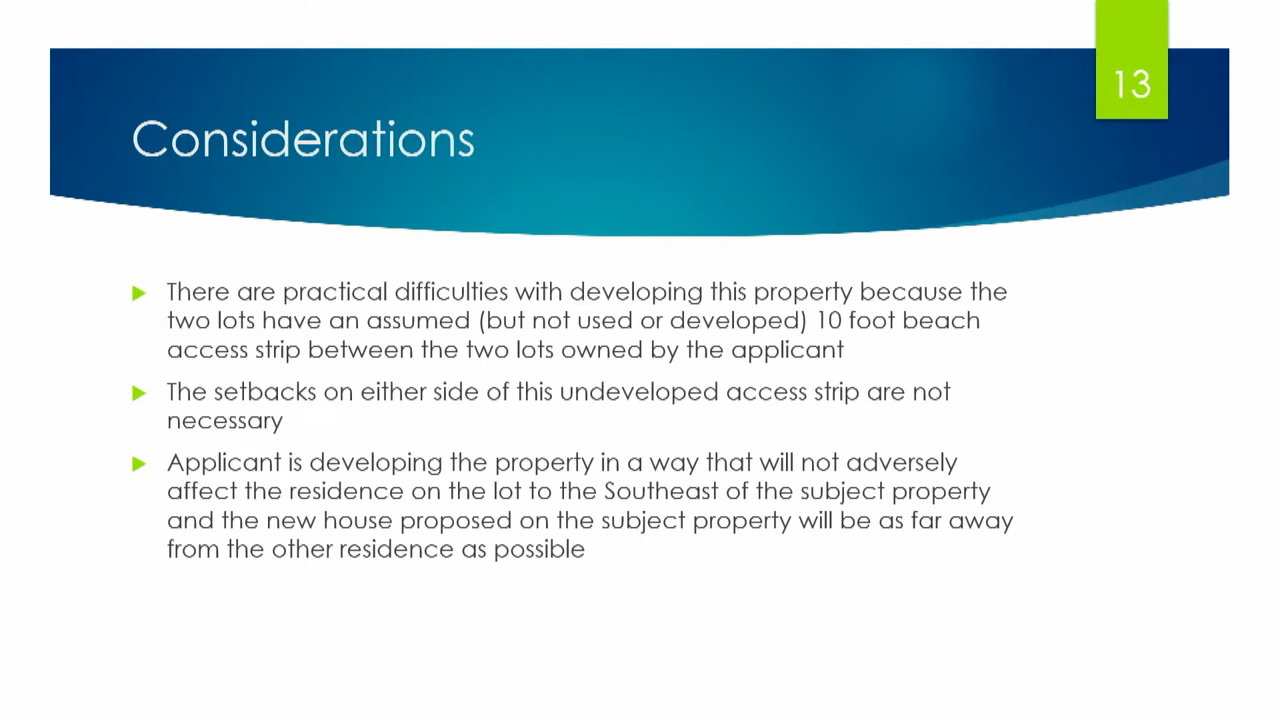 13
Considerations
There are practical difficulties with developing this property because the
two lots have an assumed (but not used or developed) 10 foot beach
access strip between the two lots owned by the applicant
The setbacks on either side of this undeveloped access strip are not
necessary
Applicant is developing the property in a way that will not adversely
affect the residence on the lot to the Southeast of the subject property
and the new house proposed on the subject property will be as far away
from the other residence as possible